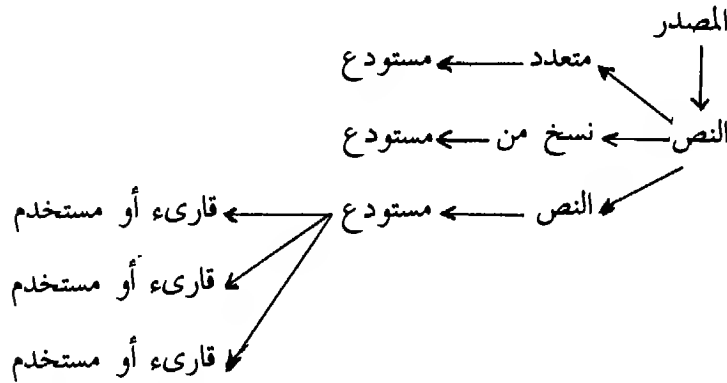 المصدر
متعدد مستودع
النص نسخ من مستودع
النص مستودع قارىء أو مستخدم
قارىء أو مستخدم
قارىء أو مستخدم